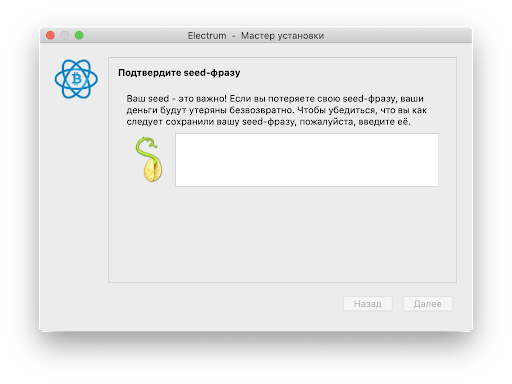 Electrum - Мастер установки
Подтвердите seed-фразу
Ваш seed - это важно! Если вы потеряете свою seed-фразу, ваши
деньги будут утеряны безвозвратно. Чтобы убедиться, что вы как
следует сохранили вашу seed-фразу, пожалуйста, введите её.
Назад
Далее